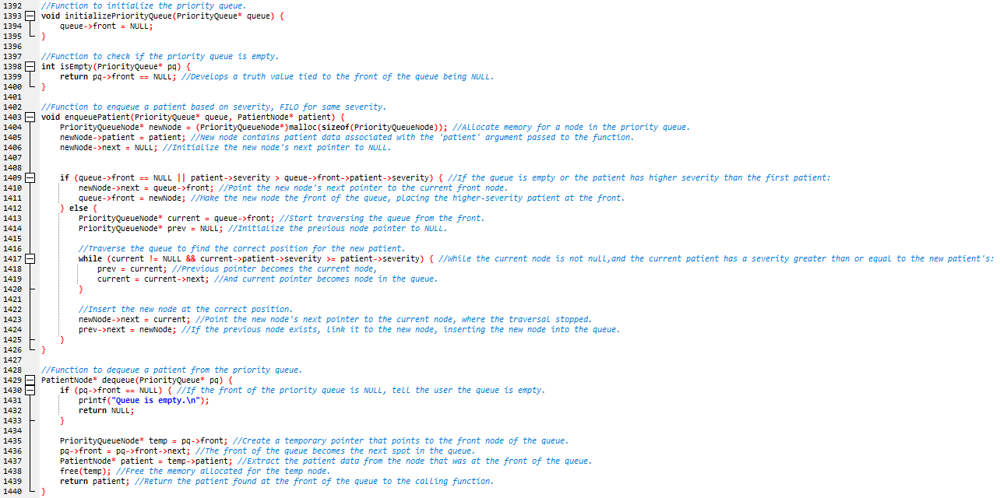 1392 //Function to initialize the priority queue.
1393 void initializePriorityQueue(PriorityQueue* queue) {
1394     queue->front = NULL;
1395 }
1396
1397 //Function to check if the priority queue is empty.
1398 int isEmpty(PriorityQueue* pq) {
1399     return pq->front == NULL; //Develops a truth value tied to the front of the queue being NULL.
1400 }
1401
1402 //Function to enqueue a patient based on severity, FILO for same severity.
1403 void enqueuePatient(PriorityQueue* queue, PatientNode* patient) {
1404     PriorityQueueNode* newNode = (PriorityQueueNode*)malloc(sizeof(PriorityQueueNode)); //Allocate memory for a node in the priority queue.
1405     newNode->patient = patient; //New node contains patient data associated with the 'patient' argument passed to the function.
1406     newNode->next = NULL; //Initialize the new node's next pointer to NULL.
1407
1408
1409     if (queue->front == NULL || patient->severity > queue->front->patient->severity) { //If the queue is empty or the patient has higher severity than the first patient:
1410         newNode->next = queue->front; //Point the new node's next pointer to the current front node.
1411         queue->front = newNode; //Make the new node the front of the queue, placing the higher-severity patient at the front.
1412     } else {
1413         PriorityQueueNode* current = queue->front; //Start traversing the queue from the front.
1414         PriorityQueueNode* prev = NULL; //Initialize the previous node pointer to NULL.
1415
1416         //Traverse the queue to find the correct position for the new patient.
1417         while (current != NULL && current->patient->severity >= patient->severity) { //While the current node is not null,and the current patient has a severity greater than or equal to the new patient's:
1418             prev = current; //Previous pointer becomes the current node,
1419             current = current->next; //And current pointer becomes node in the queue.
1420         }
1421
1422         //Insert the new node at the correct position.
1423         newNode->next = current; //Point the new node's next pointer to the current node, where the traversal stopped.
1424         prev->next = newNode; //If the previous node exists, link it to the new node, inserting the new node into the queue.
1425     }
1426 }
1427
1428 //Function to dequeue a patient from the priority queue.
1429 PatientNode* dequeue(PriorityQueue* pq) {
1430     if (pq->front == NULL) { //If the front of the priority queue is NULL, tell the user the queue is empty.
1431         printf("Queue is empty.\n");
1432         return NULL;
1433     }
1434
1435     PriorityQueueNode* temp = pq->front; //Create a temporary pointer that points to the front node of the queue.
1436     pq->front = pq->front->next; //The front of the queue becomes the next spot in the queue.
1437     PatientNode* patient = temp->patient; //Extract the patient data from the node that was at the front of the queue.
1438     free(temp); //Free the memory allocated for the temp node.
1439     return patient; //Return the patient found at the front of the queue to the calling function.
1440 }